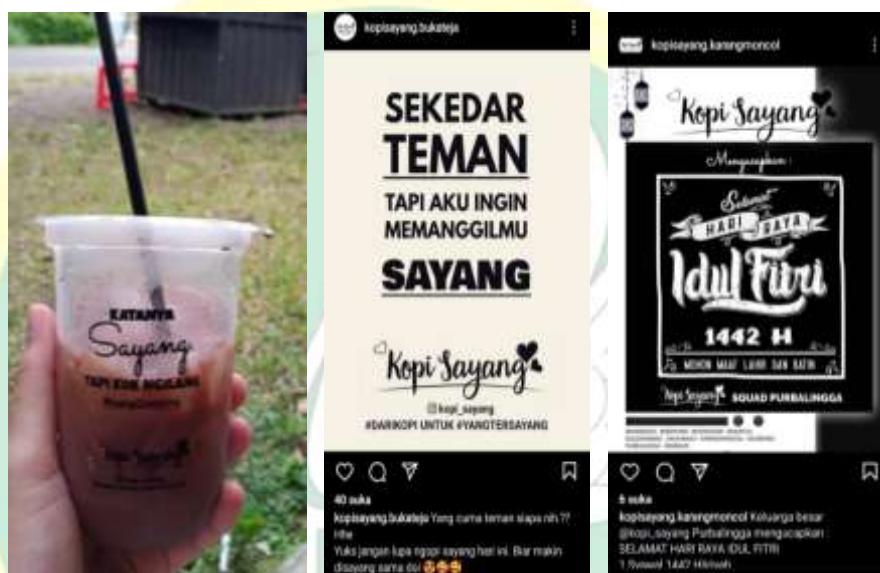 KATANYA
Sayang
TAPI KOK NGILANG
Kopi Sayang
kopisayang.bukateja
SEKEDAR
TEMAN
TAPI AKU INGIN
MEMANGGILMU
SAYANG
Kopi Sayang
kopi_sayang
#DARIKOPI UNTUK #YANGTERSAYANG
40 suka
kopisayang.bukateja Yang cuma teman siapa nih.??
Hhe
Yuks jangan lupa ngopi sayang hari ini. Biar makin
disayang sama doi
kopisayang.karangmoncol
Kopi Sayang
Mengucapkan :
Selamat
HARI RAYA
Idul Fitri
1442 H
MOHON MAAF LAHIR DAN BATIN
Kopi Sayang SQUAD PURBALINGGA
6 suka
kopisayang.karangmoncol Keluarga besar
@kopi_sayang Purbalingga mengucapkan :
SELAMAT HARI RAYA IDUL FITRI
1 Syawal 1442 Hijriyah